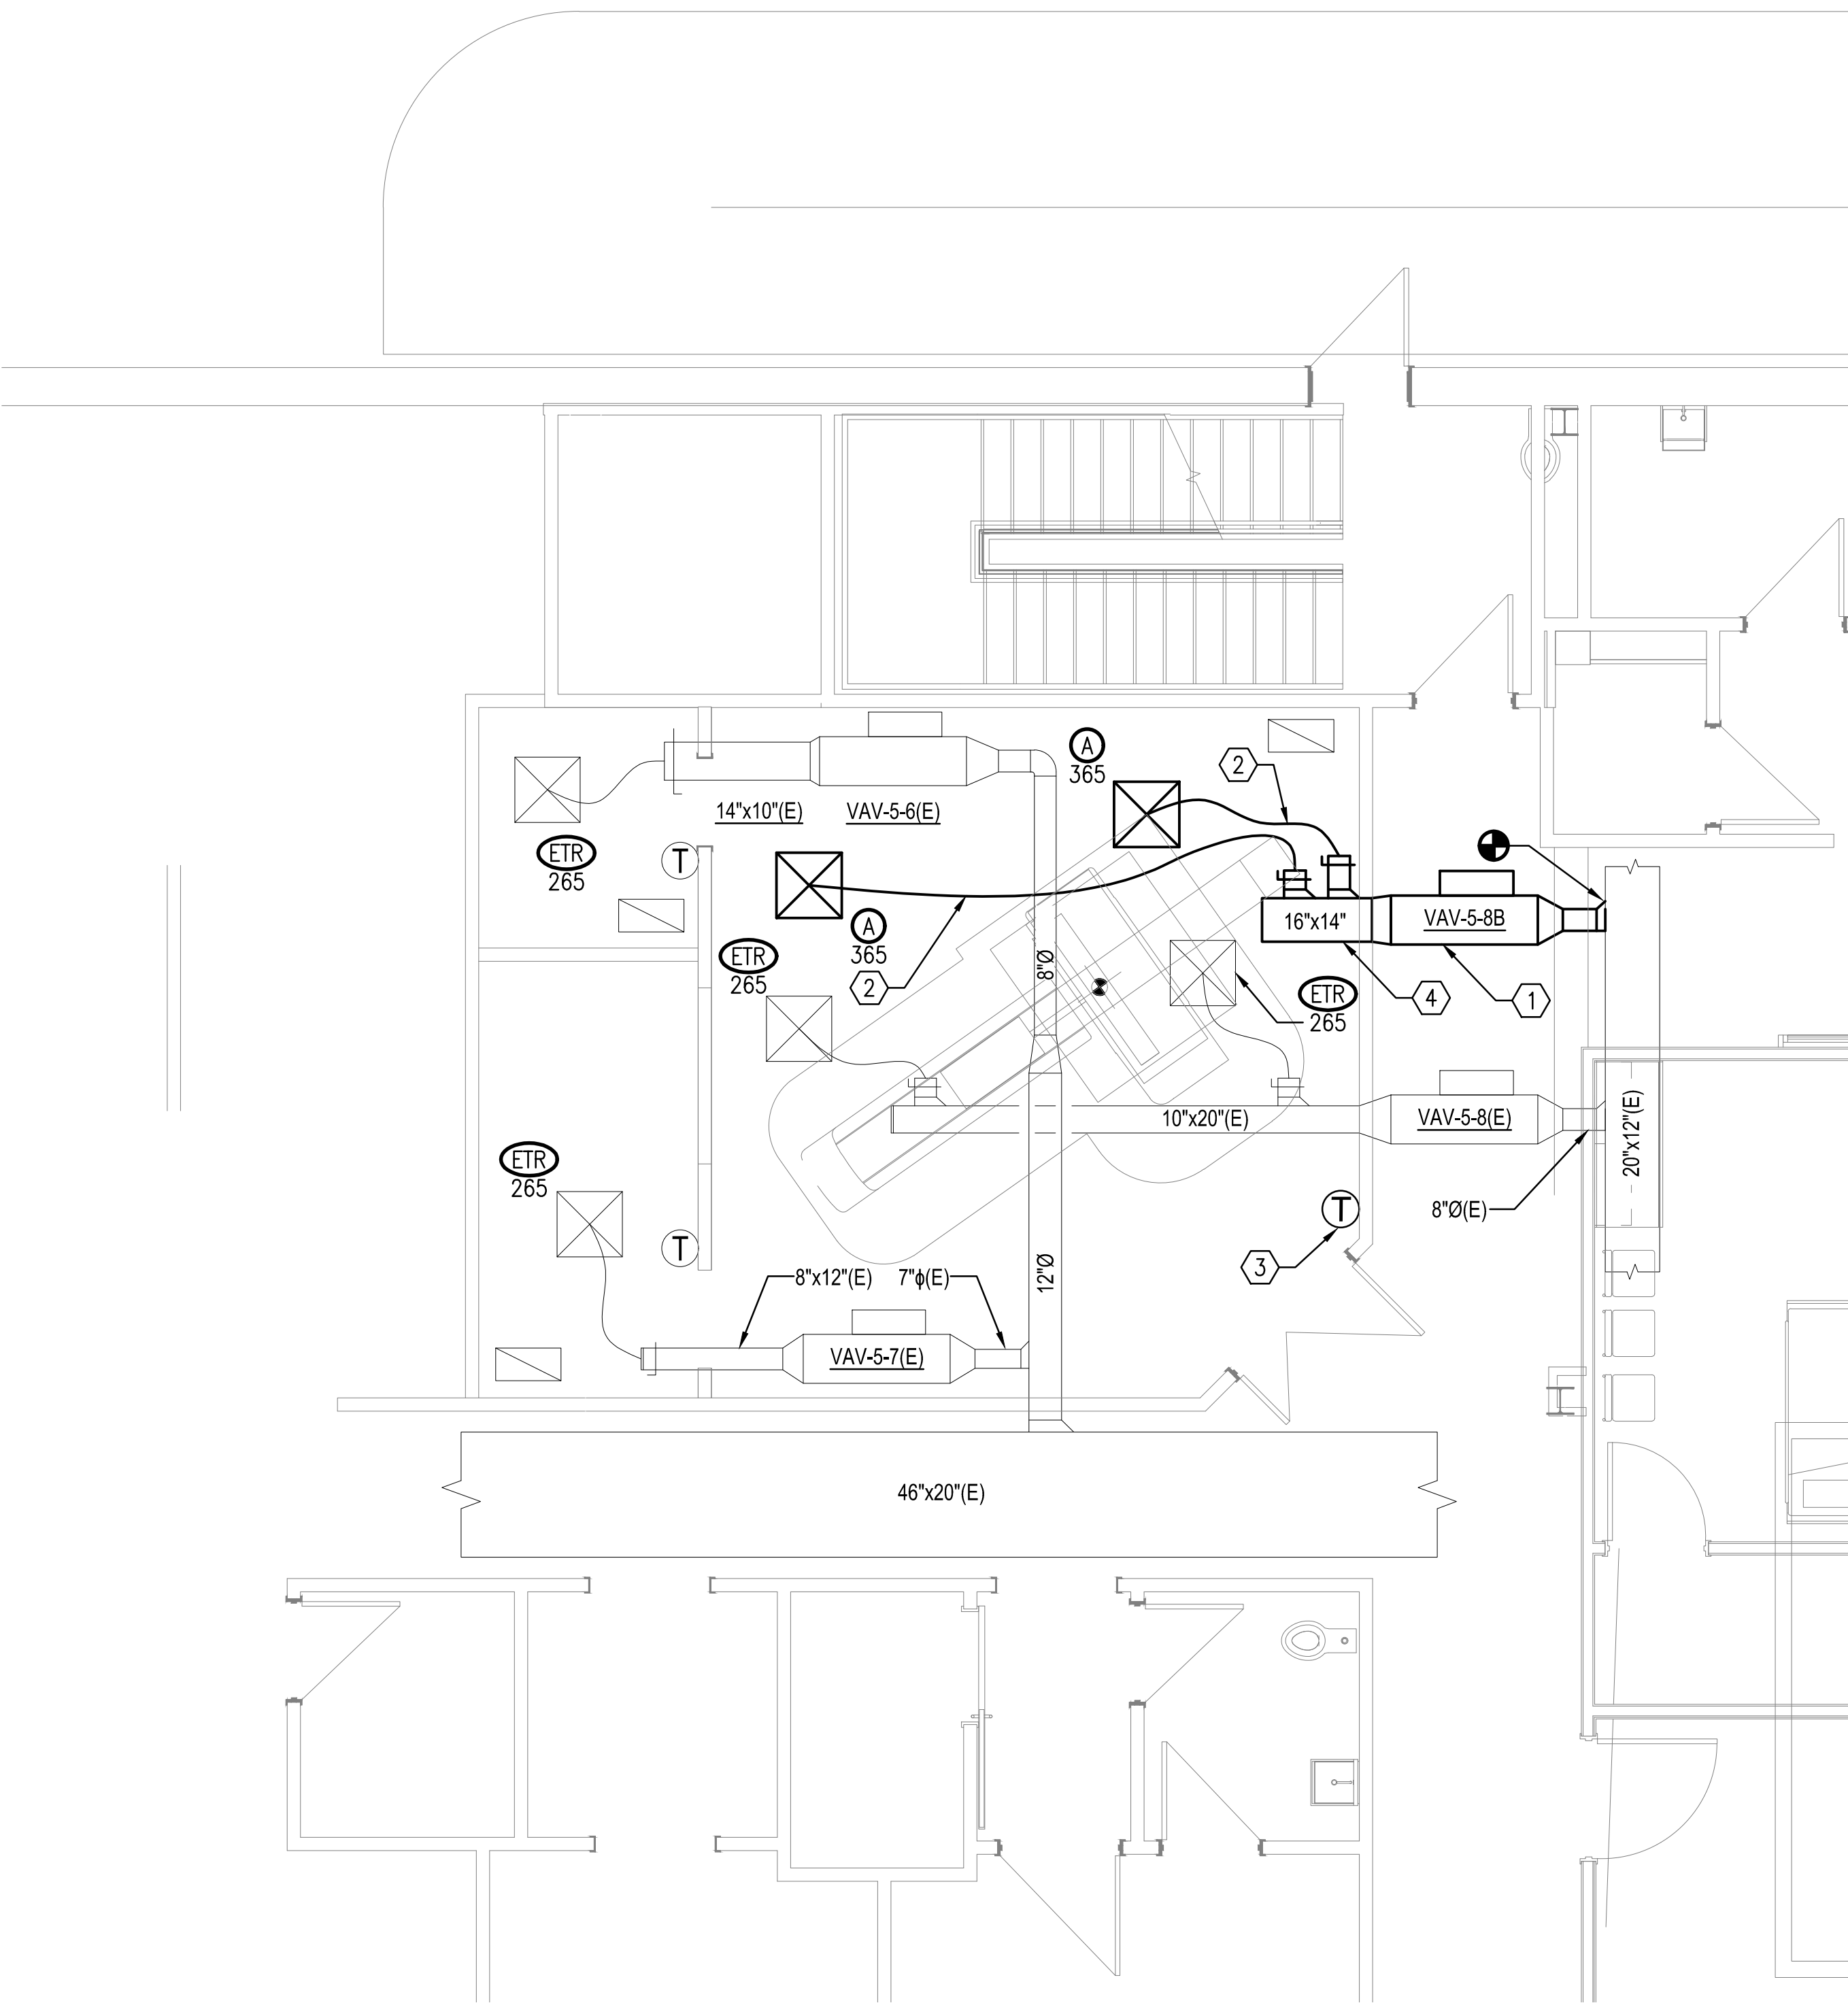 A
365
2
14"x10"(E)
VAV-5-6(E)
ETR
265
T
A
365
16"x14"
VAV-5-8B
ETR
265
8"Ø
2
ETR
265
4
1
10"x20"(E)
VAV-5-8(E)
20"x12"(E)
ETR
265
8"Ø(E)
T
T
3
12"Ø
8"x12"(E)
7"ϕ(E)
VAV-5-7(E)
46"x20"(E)